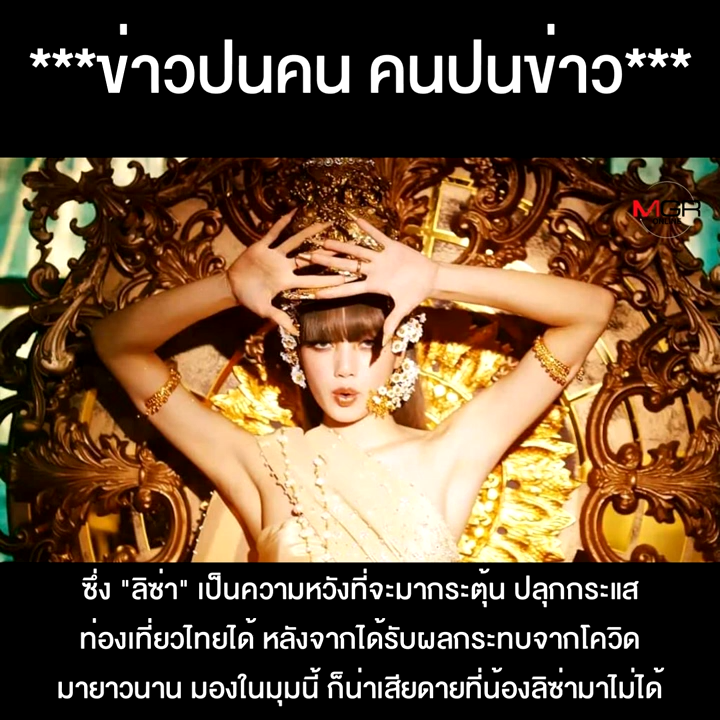 ***ข่าวปนคน คนปนข่าว***
MGR
ซึ่ง "ลิซ่า" เป็นความหวังที่จะมากระตุ้น ปลุกกระแส
ท่องเที่ยวไทยได้ หลังจากได้รับผลกระทบจากโควิด
มายาวนาน มองในมุมนี้ ก็น่าเสียดายที่น้องลิซ่ามาไม่ได้